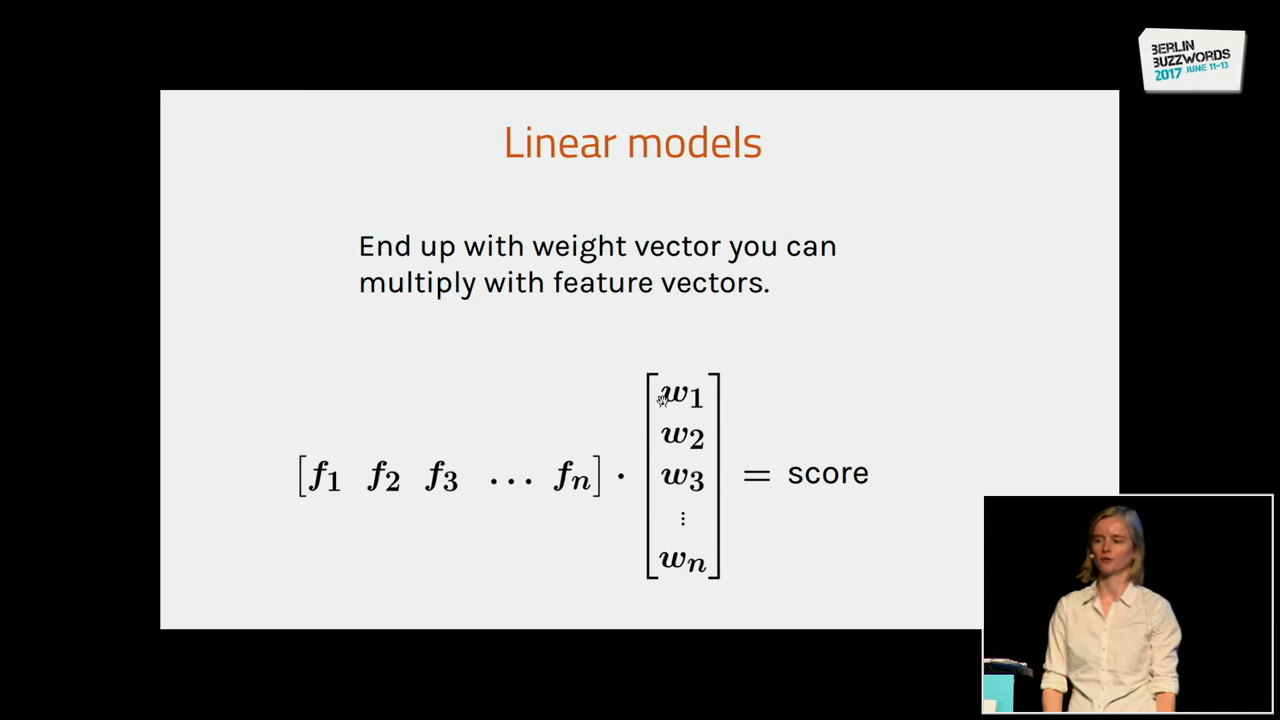 BERLIN
BUZZWORDS
2017 JUNE 11-13
Linear models
End up with weight vector you can
multiply with feature vectors.
[f1 f2 f3 … fn] · [w1 w2 w3 ⋮ wn] = score